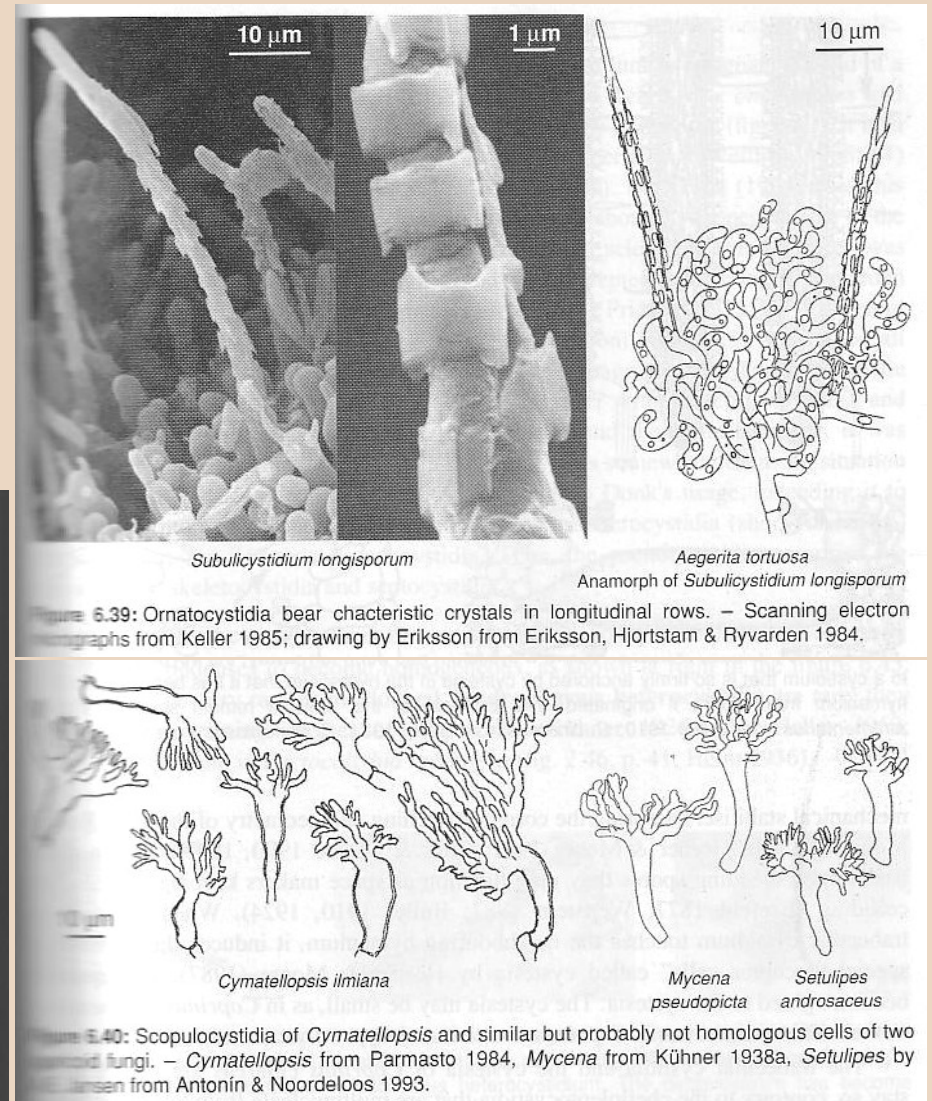 10 µm
1 µm
10 µm
Subulicystidium longisporum
Aegerita tortuosa
Anamorph of Subulicystidium longisporum
Figure 6.39: Ornatocystidia bear chacteristic crystals in longitudinal rows. – Scanning electron
micrographs from Keller 1985; drawing by Eriksson from Eriksson, Hjortstam & Ryvarden 1984.
10 µm
Cymatellopsis ilmiana
Mycena
pseudopicta
Setulipes
androsaceus
Figure 6.40: Scopulocystidia of Cymatellopsis and similar but probably not homologous cells of two
fungi. – Cymatellopsis from Parmasto 1984, Mycena from Kühner 1938a, Setulipes by
from Antonín & Noordeloos 1993.